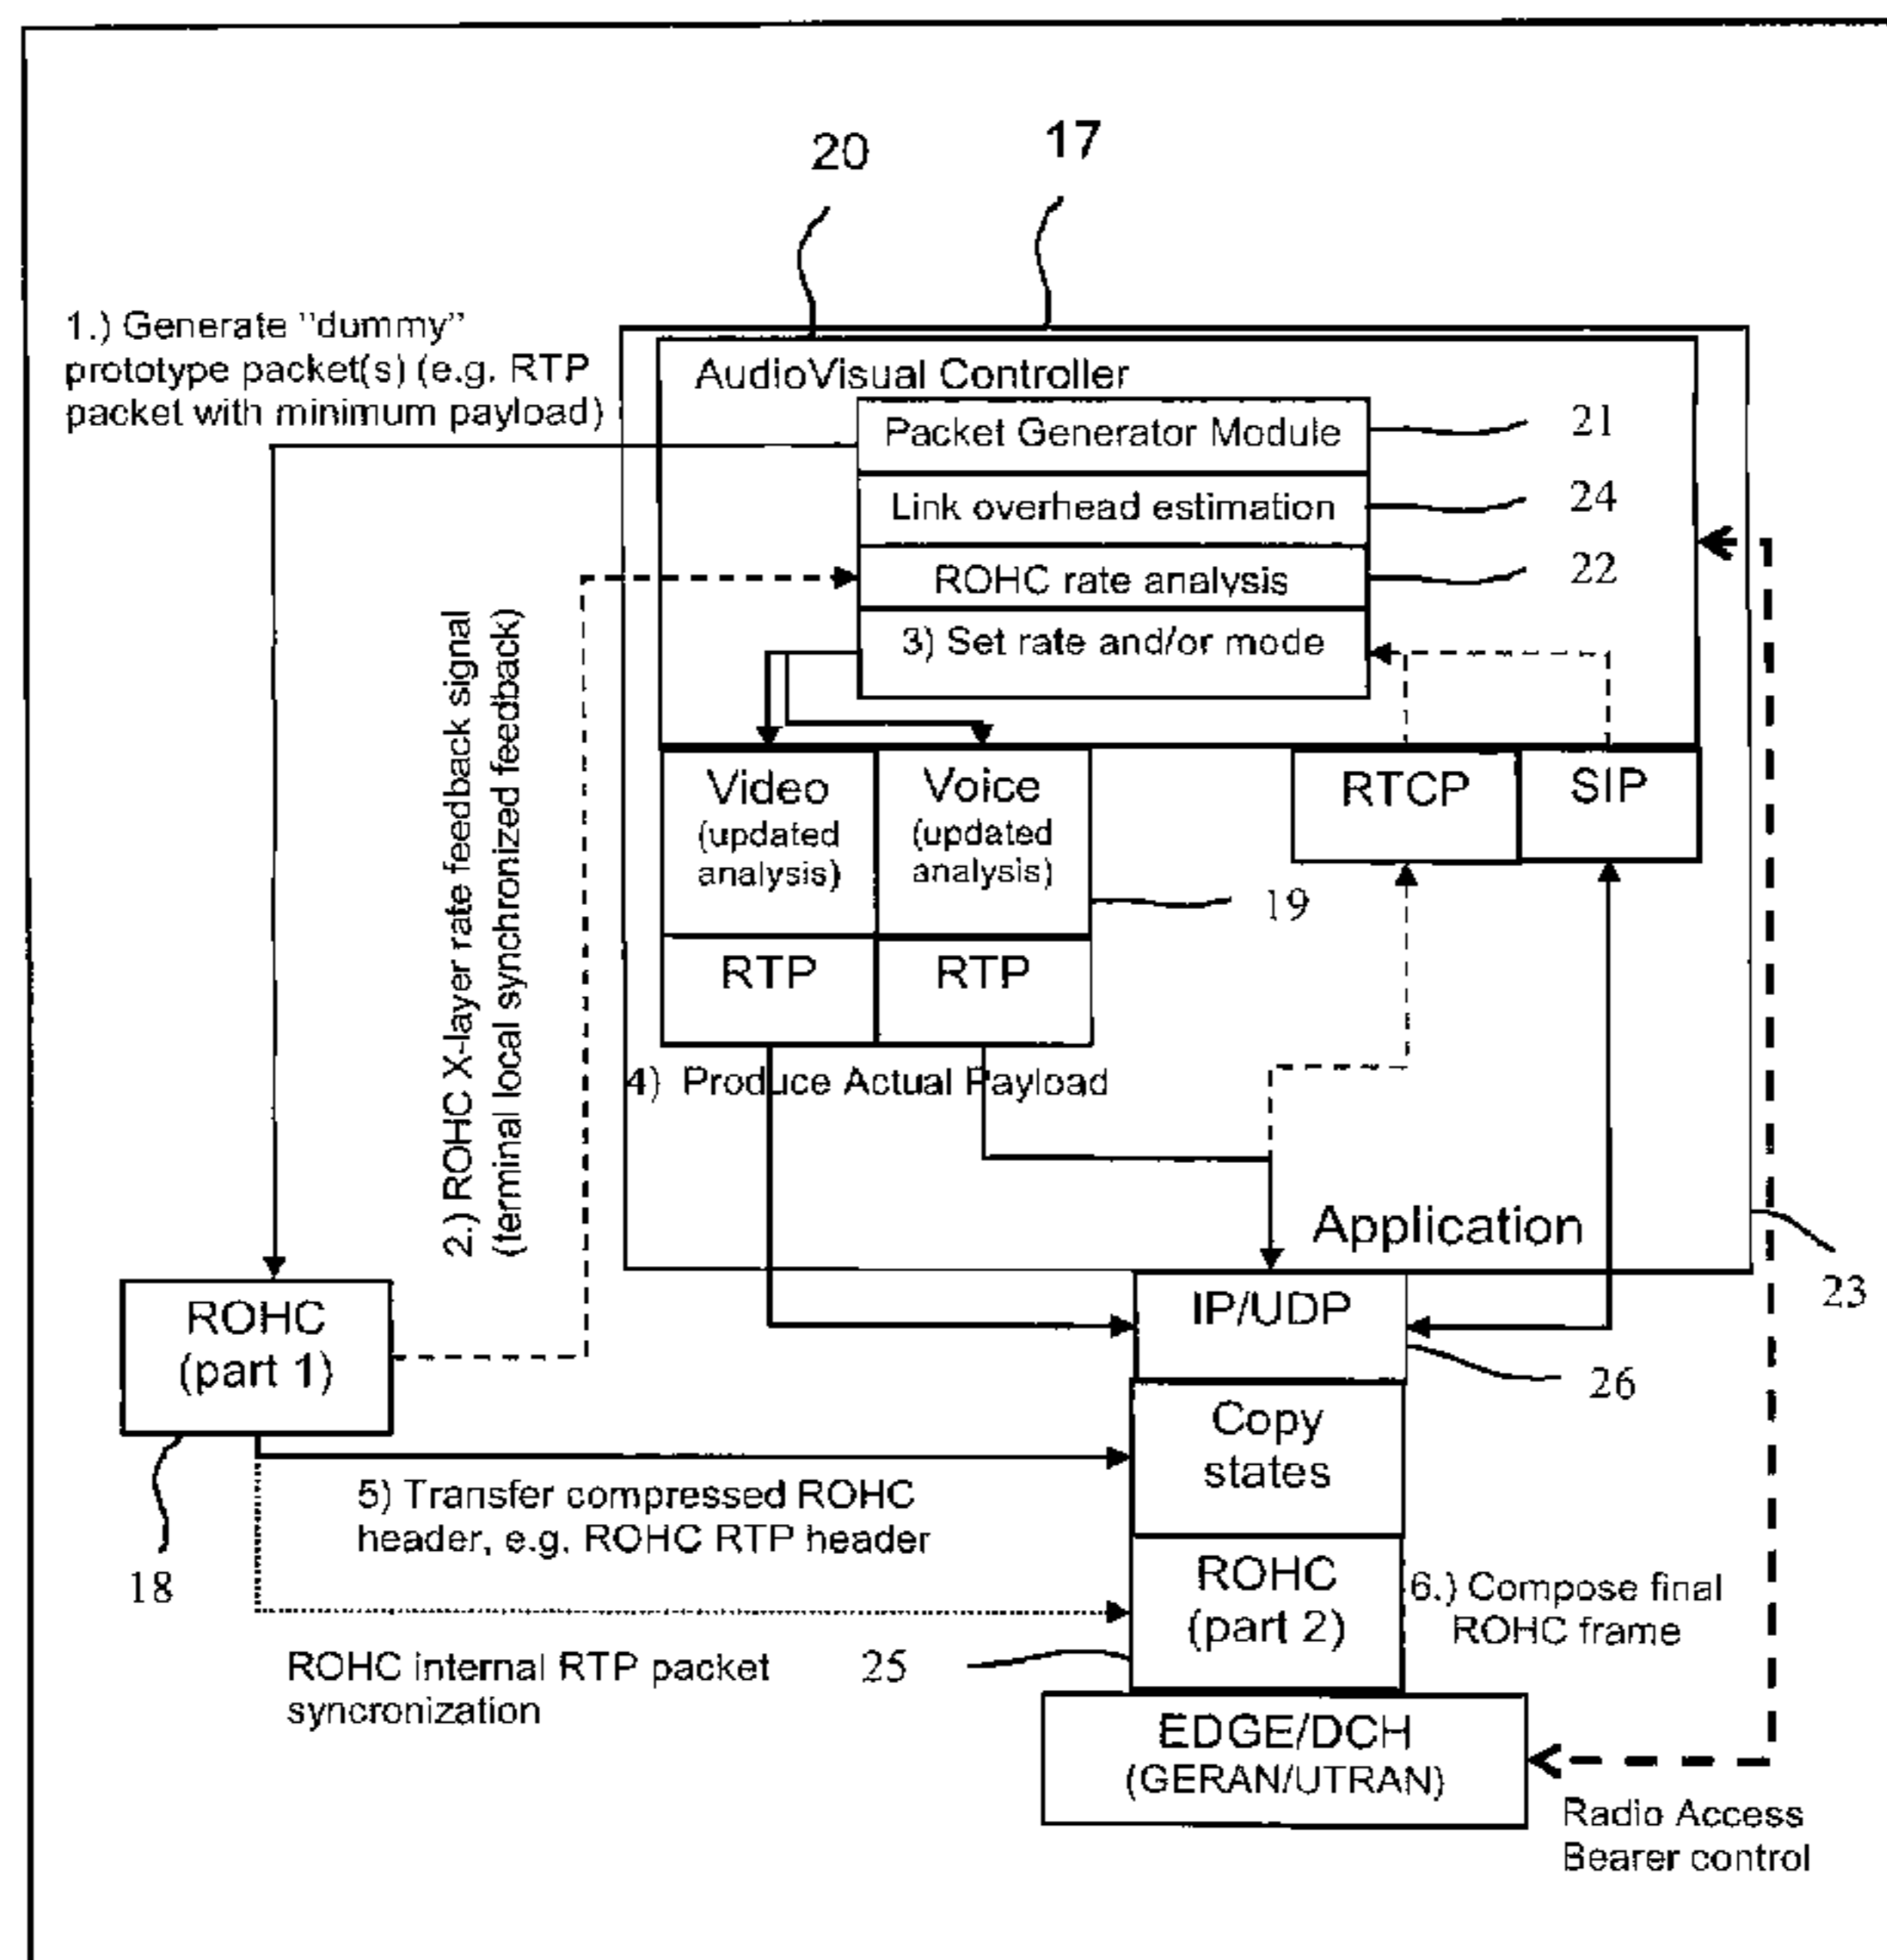 20
17
1.) Generate "dummy"
prototype packet(s) (e.g. RTP
packet with minimum payload)
AudioVisual Controller
Packet Generator Module
21
Link overhead estimation
24
ROHC rate analysis
22
3) Set rate and/or mode
2.) ROHC X-layer rate feedback signal
(terminal local synchronized feedback)
Video
(updated
analysis)
Voice
(updated
analysis)
RTCP
SIP
19
RTP
RTP
4) Produce Actual Payload
Application
23
ROHC
(part 1)
IP/UDP
26
Copy
states
5) Transfer compressed ROHC
header, e.g. ROHC RTP header
18
ROHC
(part 2)
6.) Compose final
ROHC frame
ROHC internal RTP packet
syncronization
25
EDGE/DCH
(GERAN/UTRAN)
Radio Access
Bearer control